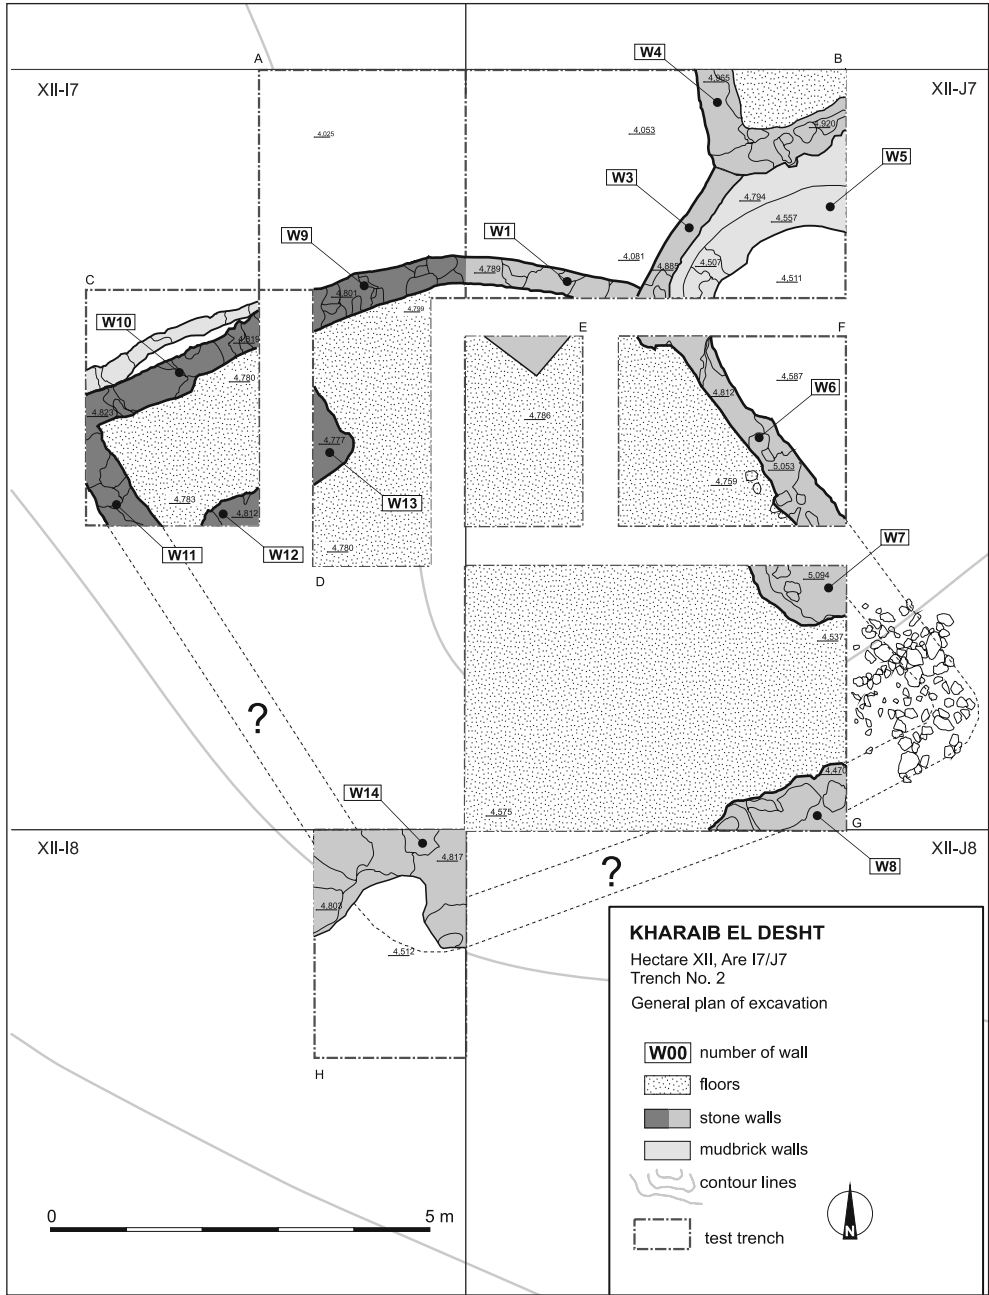 W4
A
B
XII-I7
XII-J7
4.965
4.920
4.025
4.053
W5
W3
4.794
4.557
W9
W1
4.081
4.885
4.507
4.511
4.789
C
4.801
4.799
W10
E
F
4.819
4.780
4.587
4.823
4.812
W6
4.786
4.777
5.053
4.759
4.783
W13
4.812
W11
W12
4.780
W7
D
5.094
4.537
?
4.470
W14
4.575
G
XII-I8
XII-J8
4.817
?
W8
4.803
4.512
H
KHARAIB EL DESHT
Hectare XII, Are I7/J7
Trench No. 2
General plan of excavation
W00 number of wall
floors
stone walls
mudbrick walls
contour lines
N
test trench
0 5 m